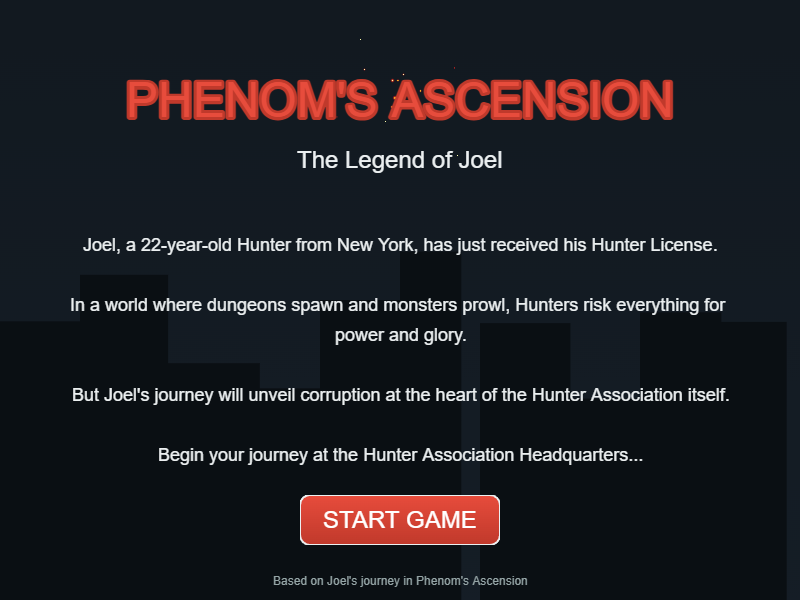 PHENOM'S ASCENSION
The Legend of Joel
Joel, a 22-year-old Hunter from New York, has just received his Hunter License.
In a world where dungeons spawn and monsters prowl, Hunters risk everything for
power and glory.
But Joel's journey will unveil corruption at the heart of the Hunter Association itself.
Begin your journey at the Hunter Association Headquarters...
START GAME
Based on Joel's journey in Phenom's Ascension